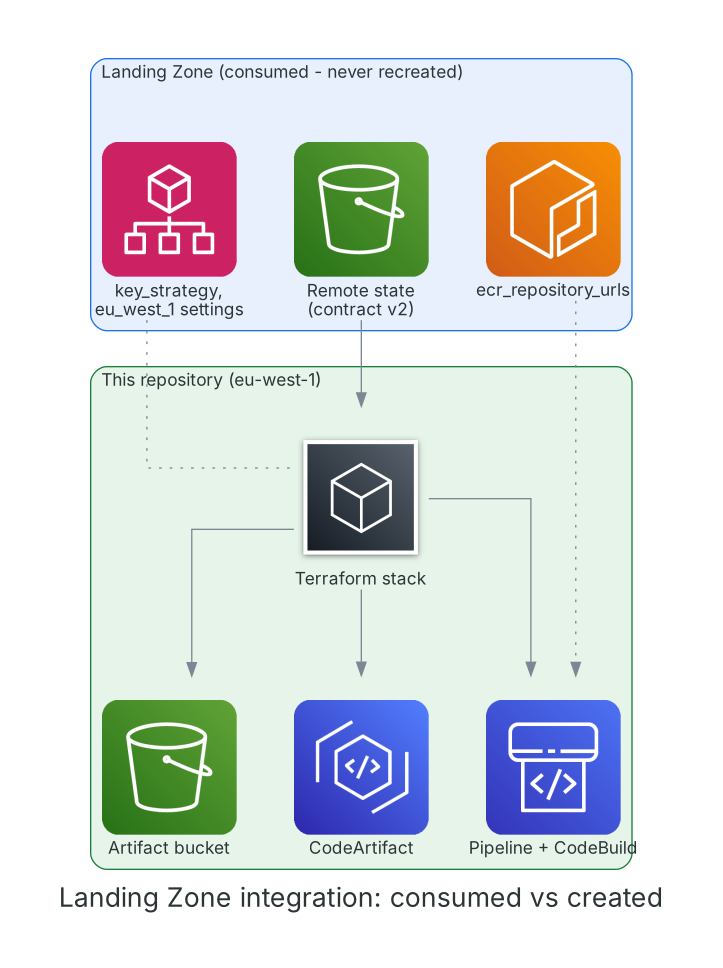 Landing Zone (consumed - never recreated)
key_strategy,
eu_west_1 settings
Remote state
(contract v2)
ecr_repository_urls
This repository (eu-west-1)
Terraform stack
Artifact bucket
CodeArtifact
Pipeline + CodeBuild
Landing Zone integration: consumed vs created